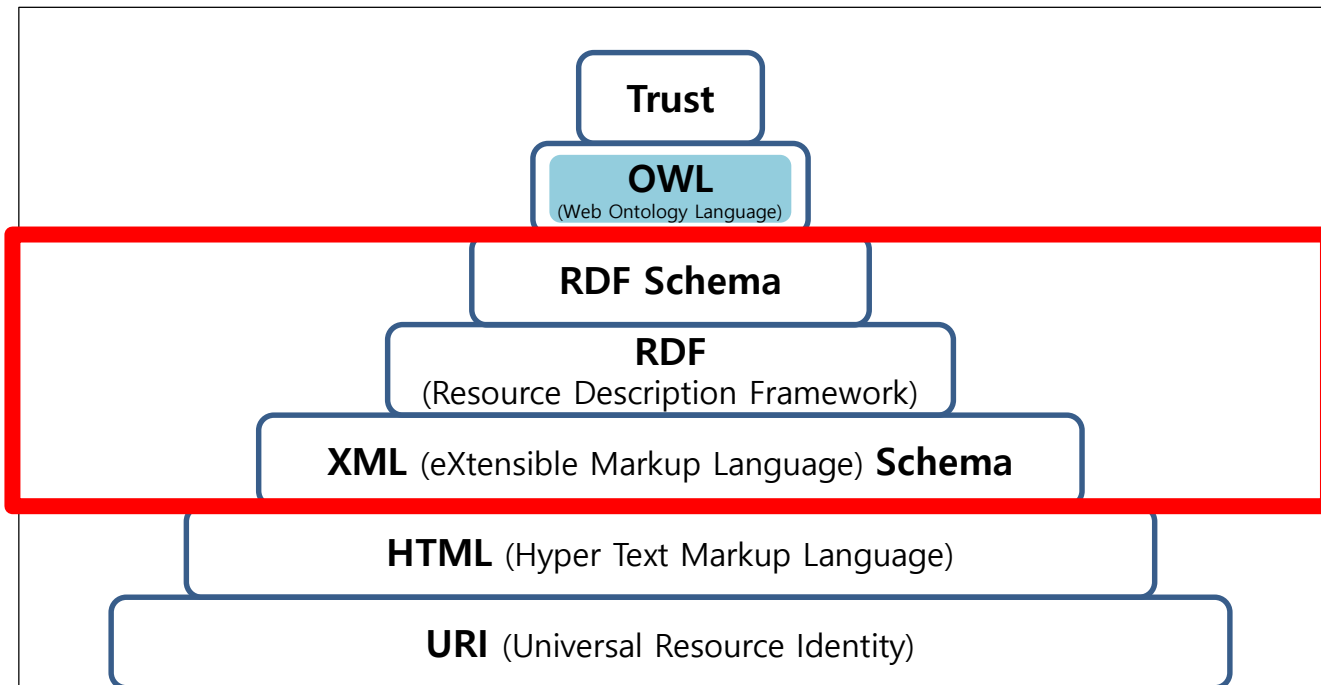 Trust
OWL
(Web Ontology Language)
RDF Schema
RDF
(Resource Description Framework)
XML (eXtensible Markup Language) Schema
HTML (Hyper Text Markup Language)
URI (Universal Resource Identity)